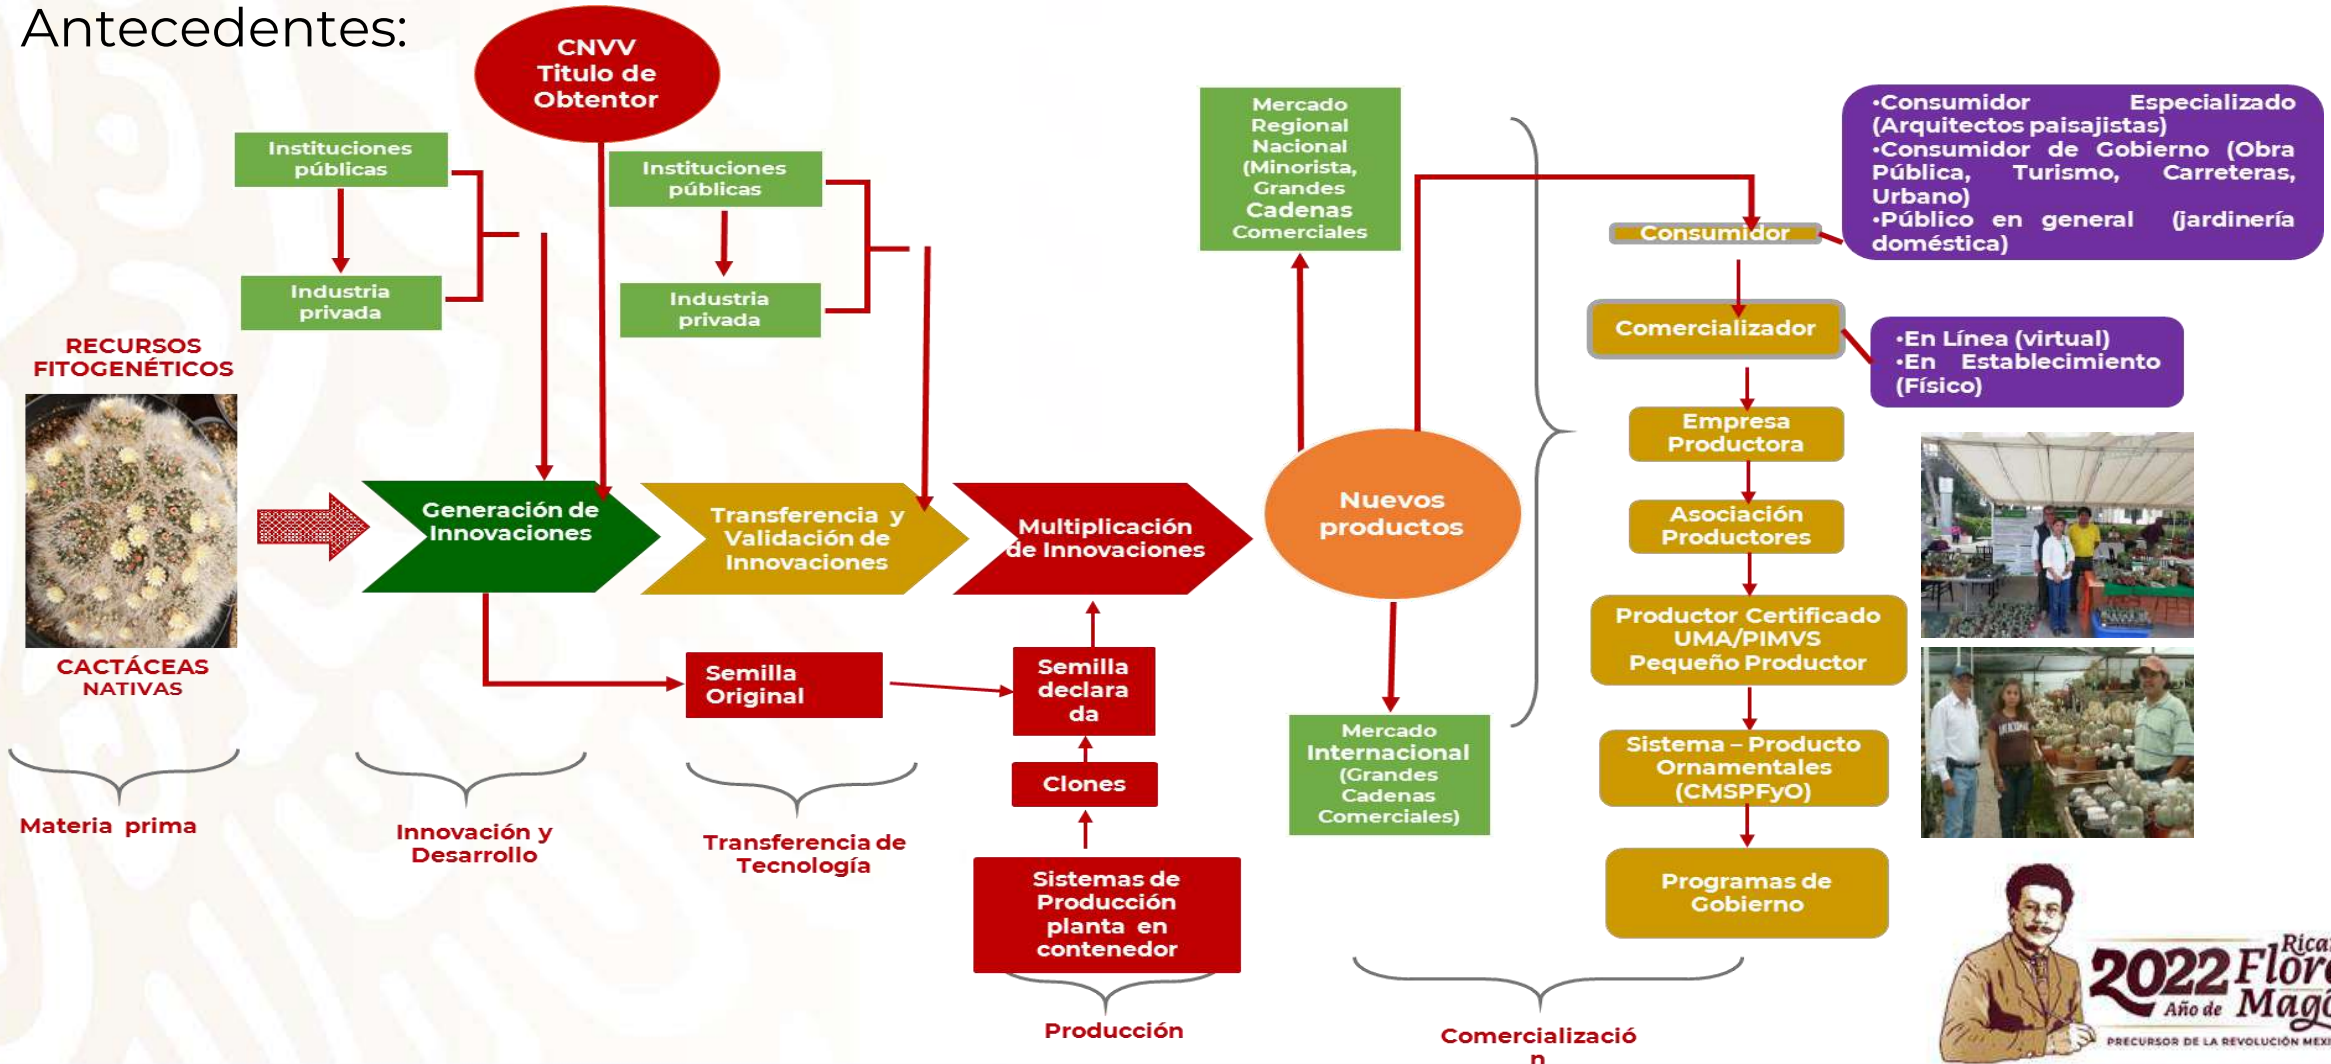 Antecedentes:
CNVV
Titulo de
Obtentor
Instituciones
públicas
Industria
privada
Instituciones
públicas
Industria
privada
RECURSOS
FITOGENÉTICOS
CACTÁCEAS
NATIVAS
Generación de
Innovaciones
Transferencia y
Validación de
Innovaciones
Multiplicación
de Innovaciones
Semilla
Original
Semilla
declara
da
Clones
Sistemas de
Producción
planta en
contenedor
Materia prima
Innovación y
Desarrollo
Transferencia de
Tecnología
Producción
Mercado
Regional
Nacional
(Minorista,
Grandes
Cadenas
Comerciales
Nuevos
productos
Mercado
Internacional
(Grandes
Cadenas
Comerciales)
Comercializació
n
Consumidor
•Consumidor Especializado
(Arquitectos paisajistas)
•Consumidor de Gobierno (Obra
Pública, Turismo, Carreteras,
Urbano)
•Público en general (jardinería
doméstica)
Comercializador
•En Línea (virtual)
•En Establecimiento
(Físico)
Empresa
Productora
Asociación
Productores
Productor Certificado
UMA/PIMVS
Pequeño Productor
Sistema – Producto
Ornamentales
(CMSPFyO)
Programas de
Gobierno
2022
Año de
PRECURSOR DE LA REVOLUCIÓN